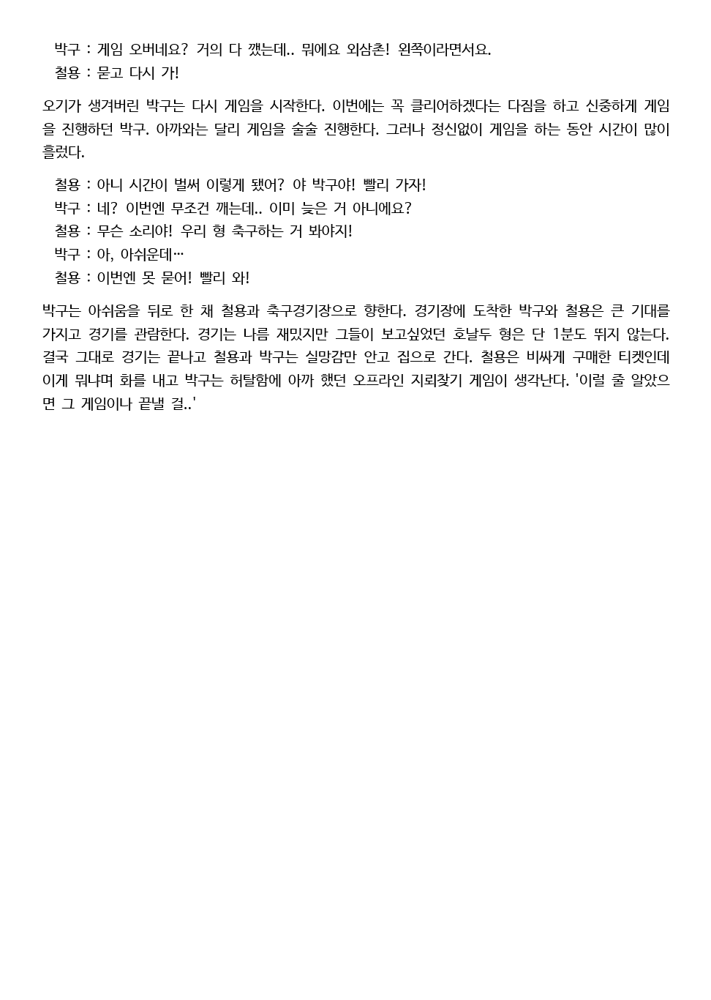 박구 : 게임 오버네요? 거의 다 깼는데.. 뭐에요 외삼촌! 왼쪽이라면서요.
철용 : 묻고 다시 가!
오기가 생겨버린 박구는 다시 게임을 시작한다. 이번에는 꼭 클리어하겠다는 다짐을 하고 신중하게 게임
을 진행하던 박구. 아까와는 달리 게임을 술술 진행한다. 그러나 정신없이 게임을 하는 동안 시간이 많이
흘렀다.
철용 : 아니 시간이 벌써 이렇게 됐어? 야 박구야! 빨리 가자!
박구 : 네? 이번엔 무조건 깨는데.. 이미 늦은 거 아니에요?
철용 : 무슨 소리야! 우리 형 축구하는 거 봐야지!
박구 : 아, 아쉬운데…
철용 : 이번엔 못 묻어! 빨리 와!
박구는 아쉬움을 뒤로 한 채 철용과 축구경기장으로 향한다. 경기장에 도착한 박구와 철용은 큰 기대를
가지고 경기를 관람한다. 경기는 나름 재밌지만 그들이 보고싶었던 호날두 형은 단 1분도 뛰지 않는다.
결국 그대로 경기는 끝나고 철용과 박구는 실망감만 안고 집으로 간다. 철용은 비싸게 구매한 티켓인데
이게 뭐냐며 화를 내고 박구는 허탈함에 아까 했던 오프라인 지뢰찾기 게임이 생각난다. '이럴 줄 알았으
면 그 게임이나 끝낼 걸..'